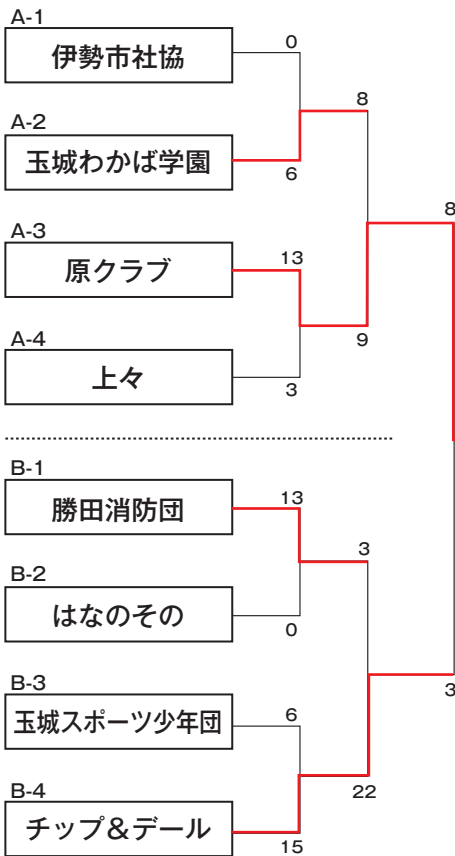 A-1
伊勢市社協
0
8
A-2
玉城わかば学園
6
8
A-3
原クラブ
13
9
A-4
上々
3
B-1
勝田消防団
13
3
B-2
はなのその
0
B-3
玉城スポーツ少年団
6
3
B-4
チップ&デール
22
15